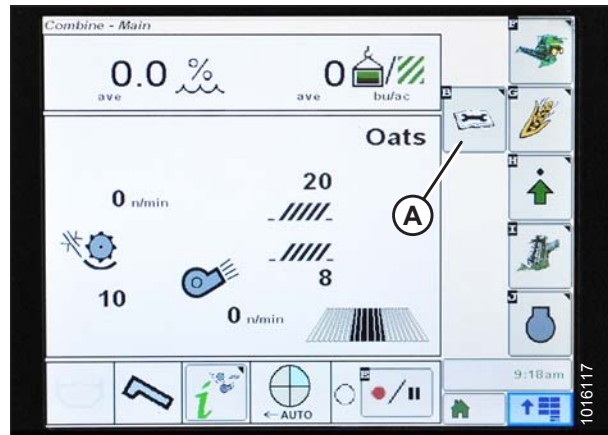 Combine - Main
F
0.0 %
ave
0 /
ave bu/ac
B
G
Oats
H
0 n/min
20
A
I
8
10
0 n/min
J
9:18am
i
← AUTO
E
/
1016117